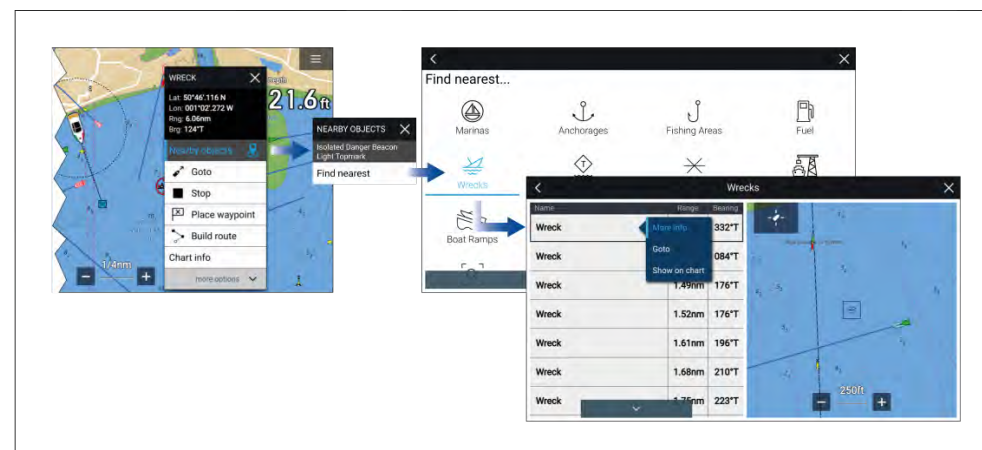 WRECK
Lat: 50°46'.116 N
Lon: 001°02'.272 W
Rng: 6.06nm
Brg: 124°T
Nearby objects
Goto
Stop
Place waypoint
Build route
Chart info
more options
Depth
21.6ft
1/4nm
NEARBY OBJECTS
Isolated Danger Beacon
Light Topmark
Find nearest
Find nearest...
Marinas
Anchorages
Fishing Areas
Fuel
Wrecks
Boat Ramps
Wrecks
Name Range Bearing
Wreck 332°T
Wreck 084°T
Wreck 1.49nm 176°T
Wreck 1.52nm 176°T
Wreck 1.61nm 196°T
Wreck 1.68nm 210°T
Wreck 1.75nm 223°T
More info
Goto
Show on chart
250ft